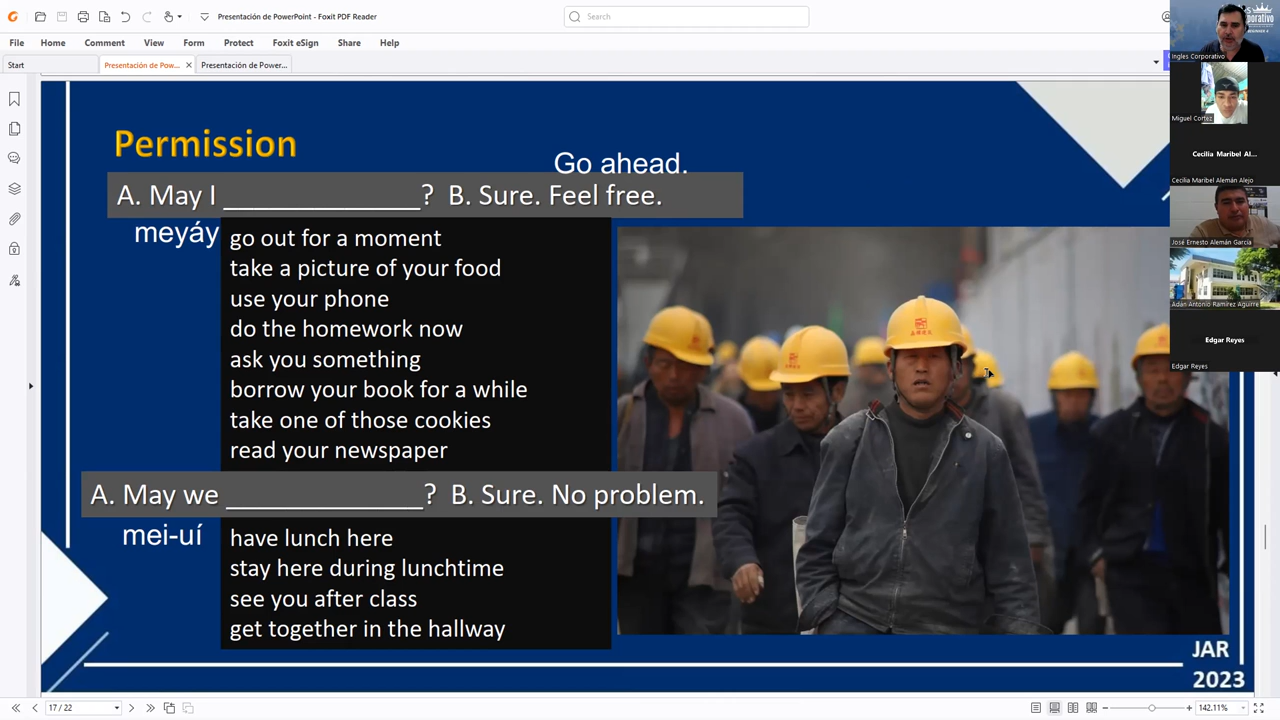 Presentación de PowerPoint - Foxit PDF Reader
Search
File Home Comment View Form Protect Foxit eSign Share Help
Start
Presentación de Pow...
Presentación de Power...
Permission
Go ahead.
A. May I _____________? B. Sure. Feel free.
meyáy
go out for a moment
take a picture of your food
use your phone
do the homework now
ask you something
borrow your book for a while
take one of those cookies
read your newspaper
A. May we _____________? B. Sure. No problem.
mei-uí
have lunch here
stay here during lunchtime
see you after class
get together in the hallway
JAR
2023
Ingles Corporativo
Miguel Cortez
Cecilia Maribel Al...
Cecilia Maribel Alemán Alejo
José Ernesto Alemán García
Adán Antonio Ramírez Aguirre
Edgar Reyes
Edgar Reyes
17 / 22
142.11%